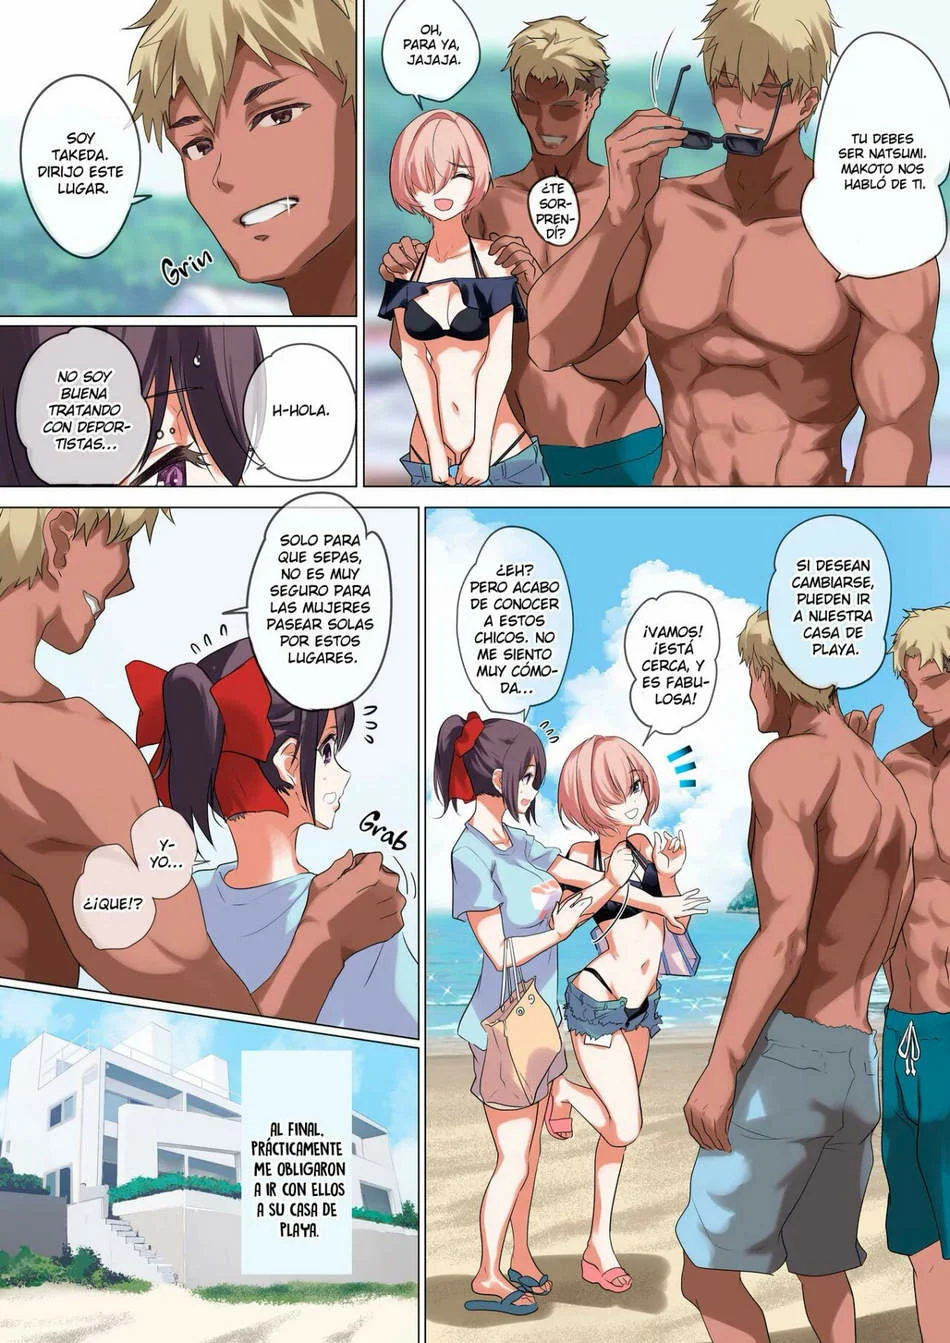 OH,
PARA YA,
JAJAJA.
TU DEBES
SER NATSUMI.
MAKOTO NOS
HABLÓ DE TI.
¿TE
SOR-
PREN-
DÍ?
SOY
TAKEDA.
DIRIJO ESTE
LUGAR.
Grin
H-HOLA.
NO SOY
BUENA
TRATANDO
CON DEPOR-
TISTAS...
SI DESEAN
CAMBIARSE,
PUEDEN IR
A NUESTRA
CASA DE
PLAYA.
¡VAMOS!
¡ESTÁ
CERCA, Y
ES FABU-
LOSA!
¿EH?
PERO ACABO
DE CONOCER
A ESTOS
CHICOS. NO
ME SIENTO
MUY CÓMO-
DA...
SOLO PARA
QUE SEPAS,
NO ES MUY
SEGURO PARA
LAS MUJERES
PASEAR SOLAS
POR ESTOS
LUGARES.
Grab
Y-
YO...
¿¡QUE!?
AL FINAL,
PRÁCTICAMENTE
ME OBLIGARON
A IR CON ELLOS
A SU CASA DE
PLAYA.